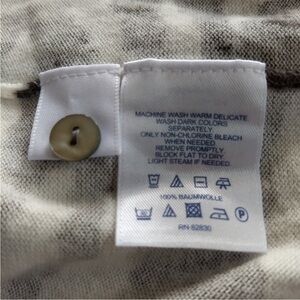 MACHINE WASH WARM DELICATE
WASH DARK COLORS
SEPARATELY
ONLY NON-CHLORINE BLEACH
WHEN NEEDED
REMOVE PROMPTLY
BLOCK FLAT TO DRY
LIGHT STEAM IF NEEDED
100% BAUMWOLLE
P
RN 62830